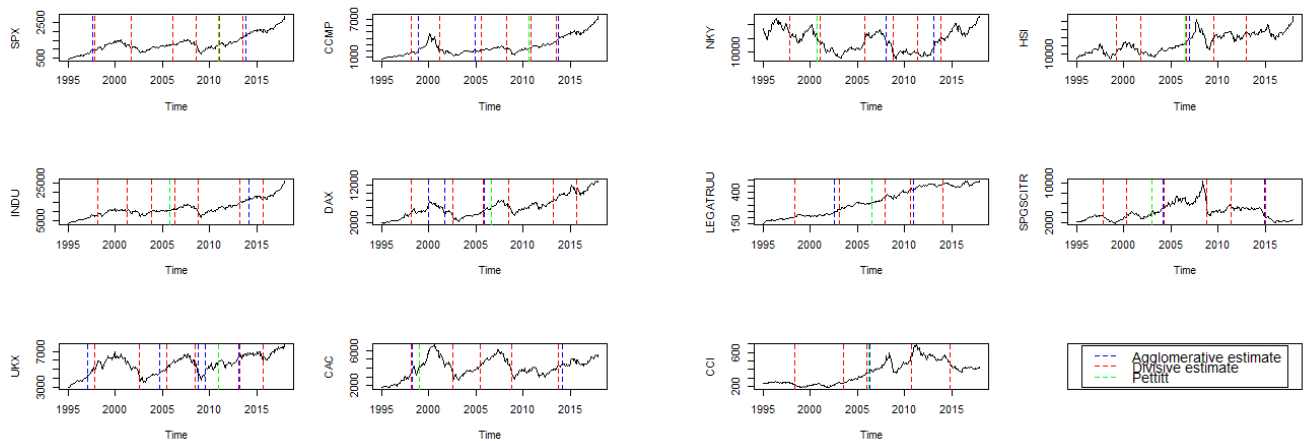 SPX
25000
500
1995 2000 2005 2010 2015
Time
CCMP
7000
1000
1995 2000 2005 2010 2015
Time
NKY
10000
1995 2000 2005 2010 2015
Time
HSI
10000
1995 2000 2005 2010 2015
Time
INDU
25000
5000
1995 2000 2005 2010 2015
Time
DAX
12000
2000
1995 2000 2005 2010 2015
Time
LEGATRUU
400
150
1995 2000 2005 2010 2015
Time
SPGSCITR
10000
2000
1995 2000 2005 2010 2015
Time
UKX
7000
3000
1995 2000 2005 2010 2015
Time
CAC
6000
2000
1995 2000 2005 2010 2015
Time
CCI
600
200
1995 2000 2005 2010 2015
Time
Agglomerative estimate
Divisive estimate
Pettitt